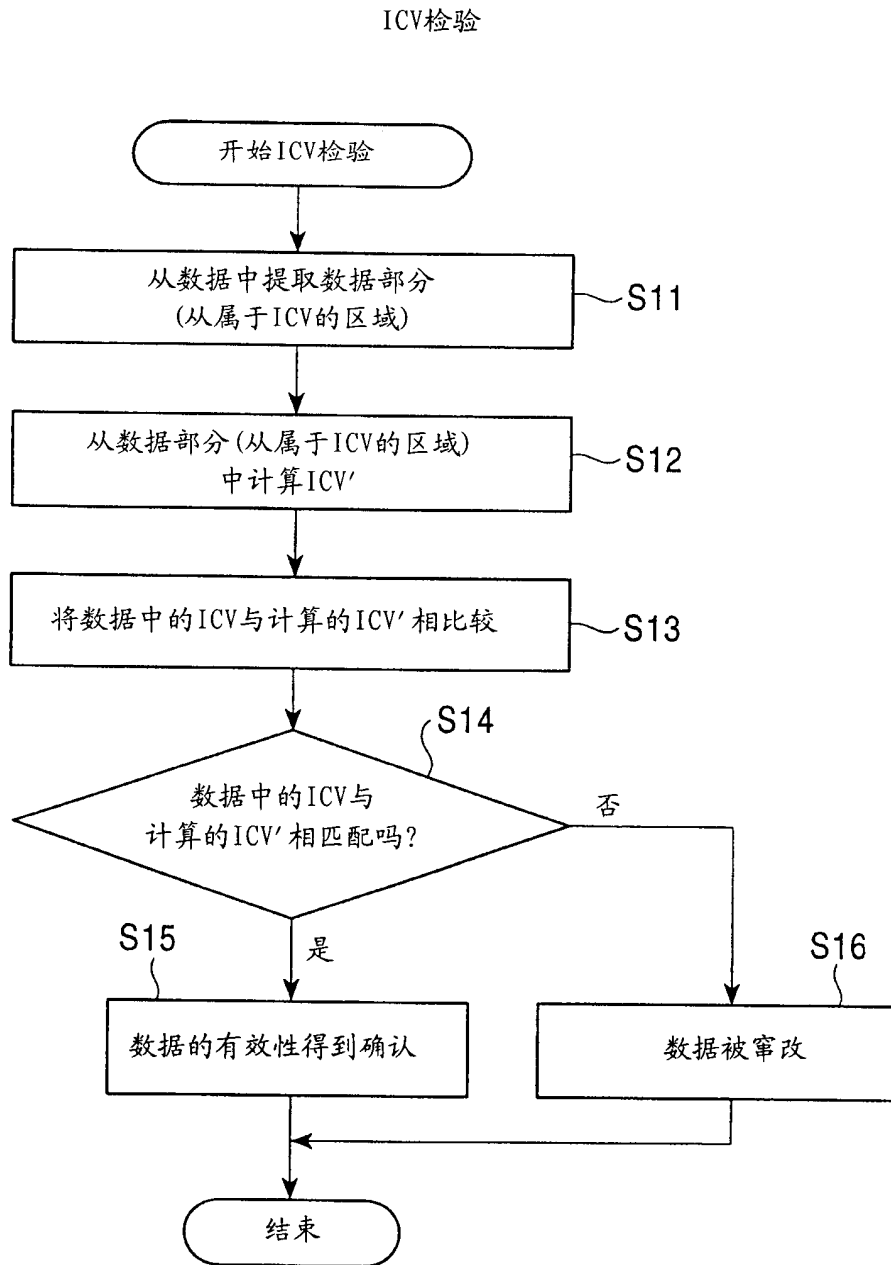 ICV检验
开始ICV检验
从数据中提取数据部分
(从属于ICV的区域)
S11
从数据部分(从属于ICV的区域)
中计算ICV′
S12
将数据中的ICV与计算的ICV′相比较
S13
S14
数据中的ICV与
计算的ICV′相匹配吗?
否
S15
是
S16
数据的有效性得到确认
数据被窜改
结束